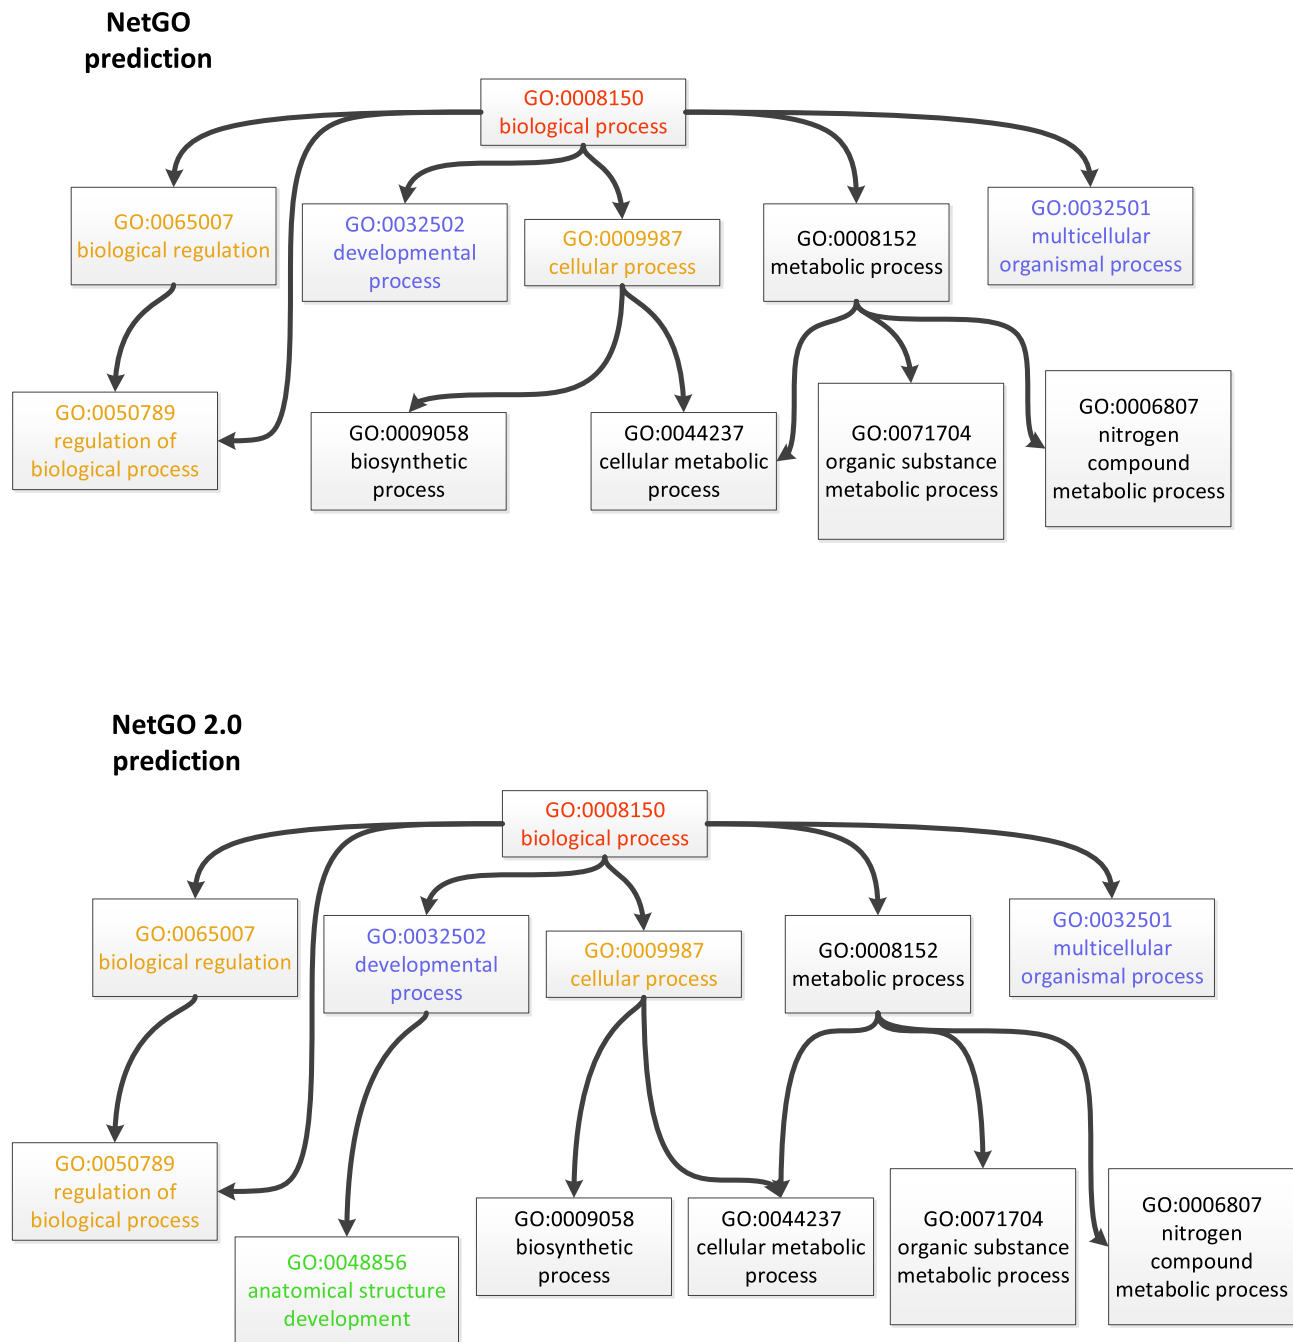 NetGO
prediction
GO:0008150
biological process
GO:0065007
biological regulation
GO:0032502
developmental
process
GO:0009987
cellular process
GO:0008152
metabolic process
GO:0032501
multicellular
organismal process
GO:0050789
regulation of
biological process
GO:0009058
biosynthetic
process
GO:0044237
cellular metabolic
process
GO:0071704
organic substance
metabolic process
GO:0006807
nitrogen
compound
metabolic process
NetGO 2.0
prediction
GO:0008150
biological process
GO:0065007
biological regulation
GO:0032502
developmental
process
GO:0009987
cellular process
GO:0008152
metabolic process
GO:0032501
multicellular
organismal process
GO:0050789
regulation of
biological process
GO:0048856
anatomical structure
development
GO:0009058
biosynthetic
process
GO:0044237
cellular metabolic
process
GO:0071704
organic substance
metabolic process
GO:0006807
nitrogen
compound
metabolic process